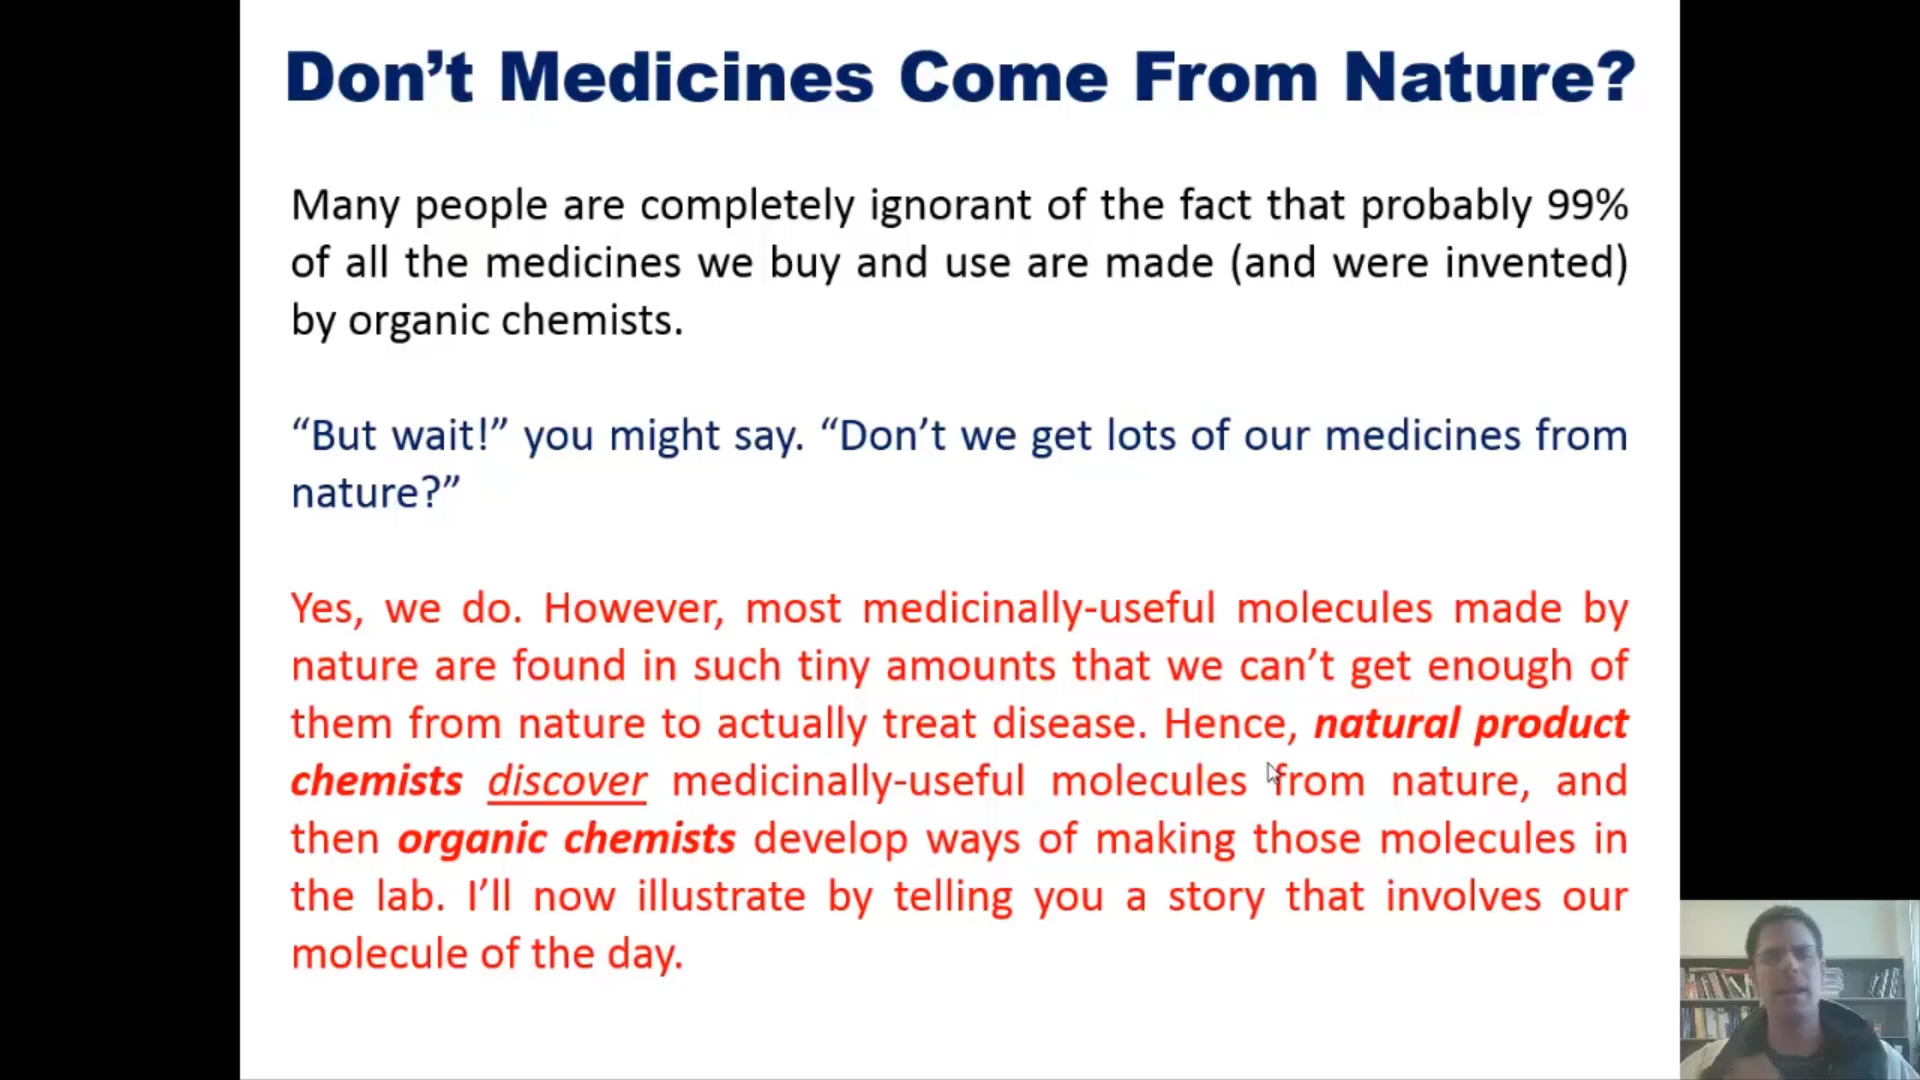 Don’t Medicines Come From Nature?
Many people are completely ignorant of the fact that probably 99%
of all the medicines we buy and use are made (and were invented)
by organic chemists.
“But wait!” you might say. “Don’t we get lots of our medicines from
nature?”
Yes, we do. However, most medicinally-useful molecules made by
nature are found in such tiny amounts that we can’t get enough of
them from nature to actually treat disease. Hence, natural product
chemists discover medicinally-useful molecules from nature, and
then organic chemists develop ways of making those molecules in
the lab. I’ll now illustrate by telling you a story that involves our
molecule of the day.